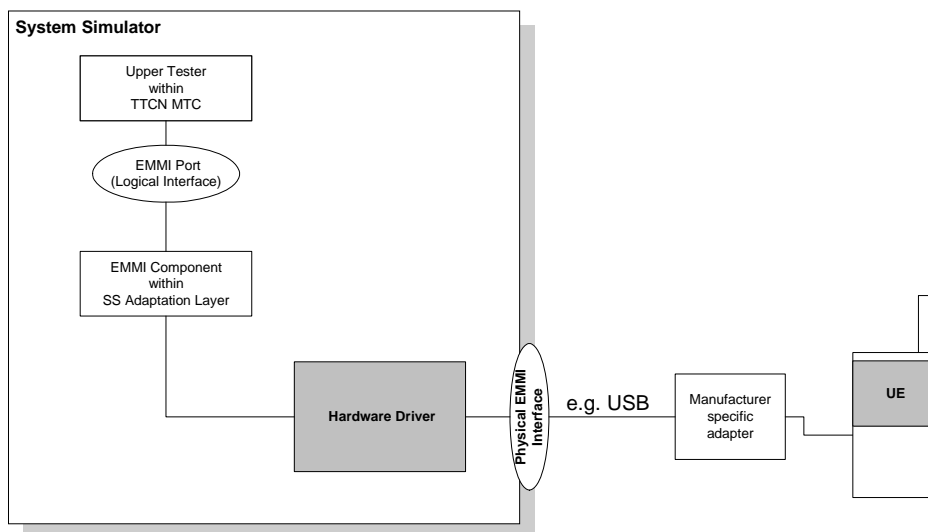 System Simulator
Upper Tester
within
TTCN MTC
EMMI Port
(Logical Interface)
EMMI Component
within
SS Adaptation Layer
Hardware Driver
Physical EMMI
Interface
e.g. USB
Manufacturer
specific
adapter
UE